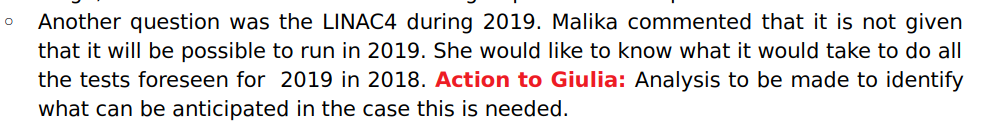 ◦ Another question was the LINAC4 during 2019. Malika commented that it is not given
that it will be possible to run in 2019. She would like to know what it would take to do all
the tests foreseen for  2019 in 2018. Action to Giulia: Analysis to be made to identify
what can be anticipated in the case this is needed.